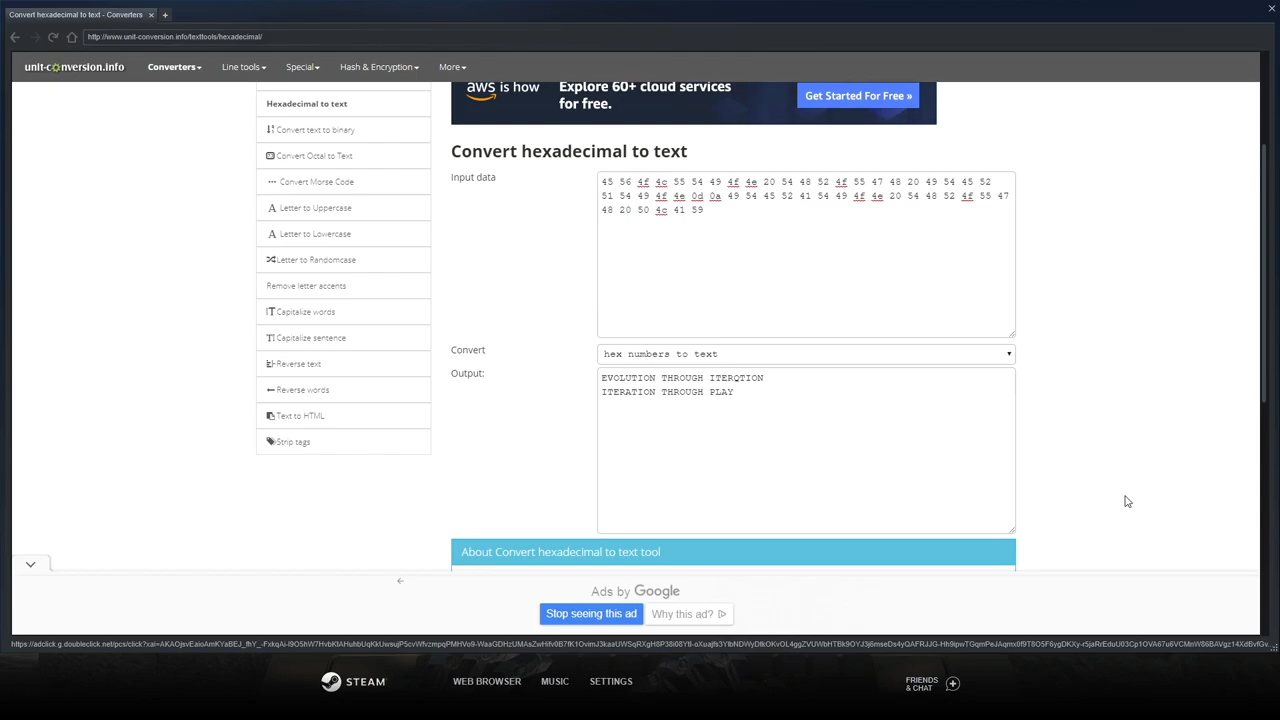 Convert hexadecimal to text - Converters
http://www.unit-conversion.info/texttools/hexadecimal/
unit-conversion.info
Converters
Line tools
Special
Hash & Encryption
More
Hexadecimal to text
Convert text to binary
Convert Octal to Text
Convert Morse Code
Letter to Uppercase
Letter to Lowercase
Letter to Randomcase
Remove letter accents
Capitalize words
Capitalize sentence
Reverse text
Reverse words
Text to HTML
Strip tags
aws is how
Explore 60+ cloud services
for free.
Get Started For Free »
Convert hexadecimal to text
Input data
45 56 4f 4c 55 54 49 4f 4e 20 54 48 52 4f 55 47 48 20 49 54 45 52
51 54 49 4f 4e 0d 0a 49 54 45 52 41 54 49 4f 4e 20 54 48 52 4f 55 47
48 20 50 4c 41 59
Convert
hex numbers to text
Output:
EVOLUTION THROUGH ITERQTION
ITERATION THROUGH PLAY
About Convert hexadecimal to text tool
Ads by Google
Stop seeing this ad
Why this ad?
STEAM
WEB BROWSER
MUSIC
SETTINGS
FRIENDS
& CHAT